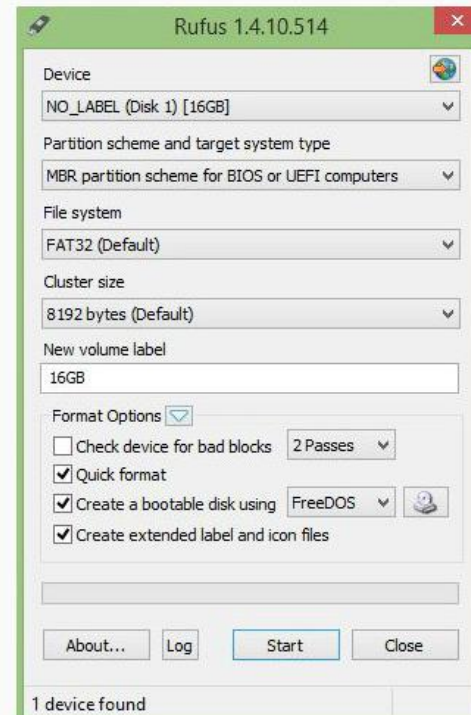 Rufus 1.4.10.514
Device
NO_LABEL (Disk 1) [16GB]
Partition scheme and target system type
MBR partition scheme for BIOS or UEFI computers
File system
FAT32 (Default)
Cluster size
8192 bytes (Default)
New volume label
16GB
Format Options
Check device for bad blocks 2 Passes
Quick format
Create a bootable disk using FreeDOS
Create extended label and icon files
About... Log Start Close
1 device found